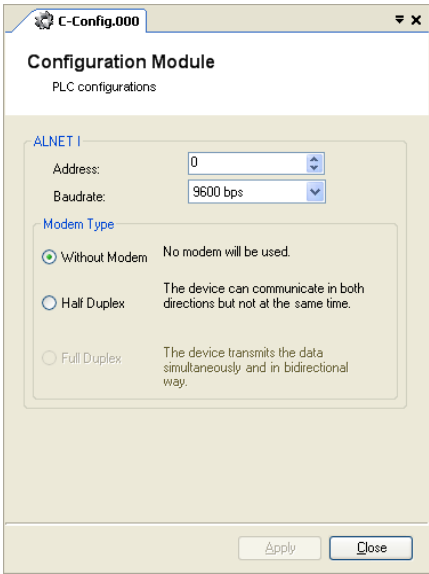 C-Config.000
Configuration Module
PLC configurations
ALNET I
Address: 0
Baudrate: 9600 bps
Modem Type
Without Modem No modem will be used.
Half Duplex The device can communicate in both
directions but not at the same time.
Full Duplex The device transmits the data
simultaneously and in bidirectional
way.
Apply Close